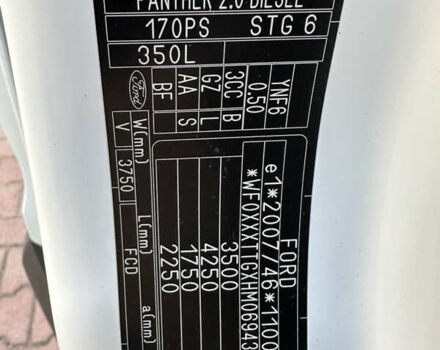 PANTHER 2.0 DIESEL
170PS STG 6
350L
Ford
BF AA GZ 3CC 0.50 YNF6
S L B
W(mm) L(mm) a(mm)
V 3750 FCD
FORD
e1*2007/46*1100
3500
4250
1750
2250